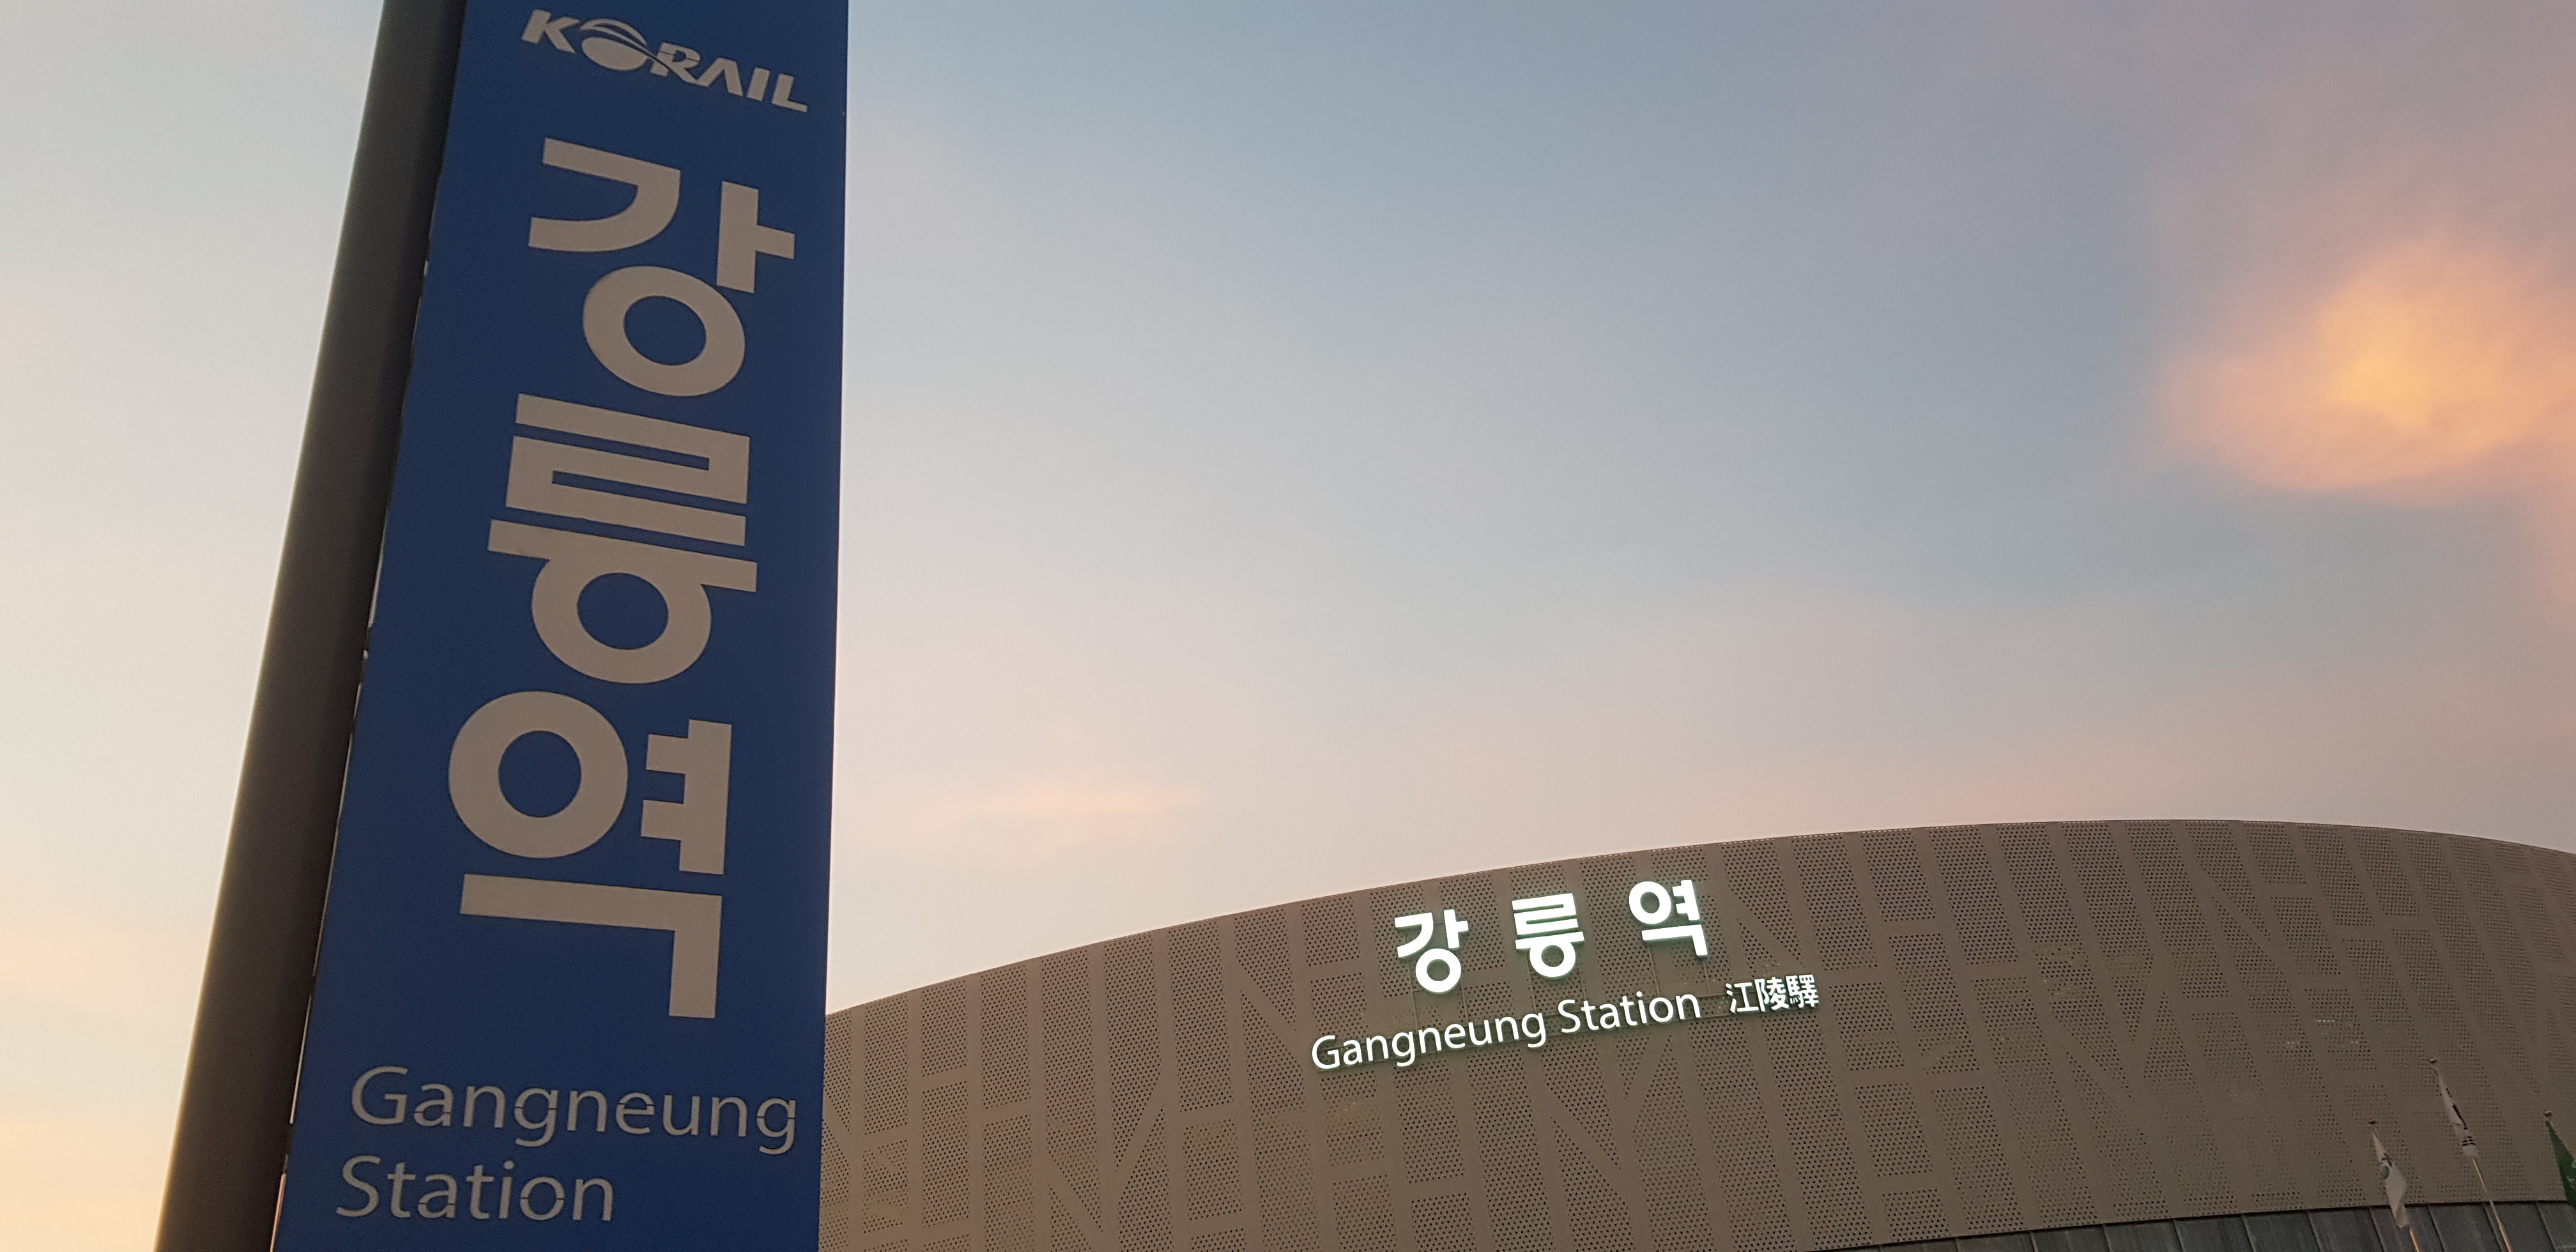 KORAIL
강릉역
Gangneung
Station
강릉역
Gangneung Station 江陵驛